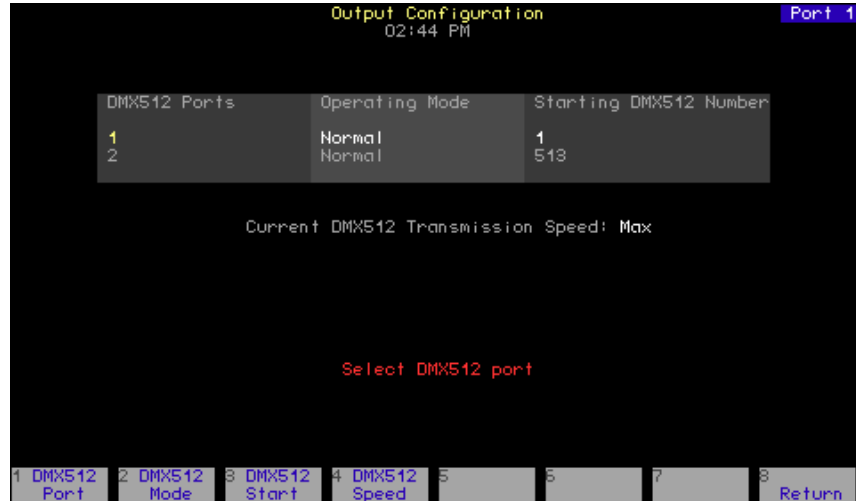 Output Configuration Port 1
02:44 PM
DMX512 Ports Operating Mode Starting DMX512 Number
1 Normal 1
2 Normal 513
Current DMX512 Transmission Speed: Max
Select DMX512 port
1 DMX512 2 DMX512 3 DMX512 4 DMX512 5 6 7 8
Port Mode Start Speed Return